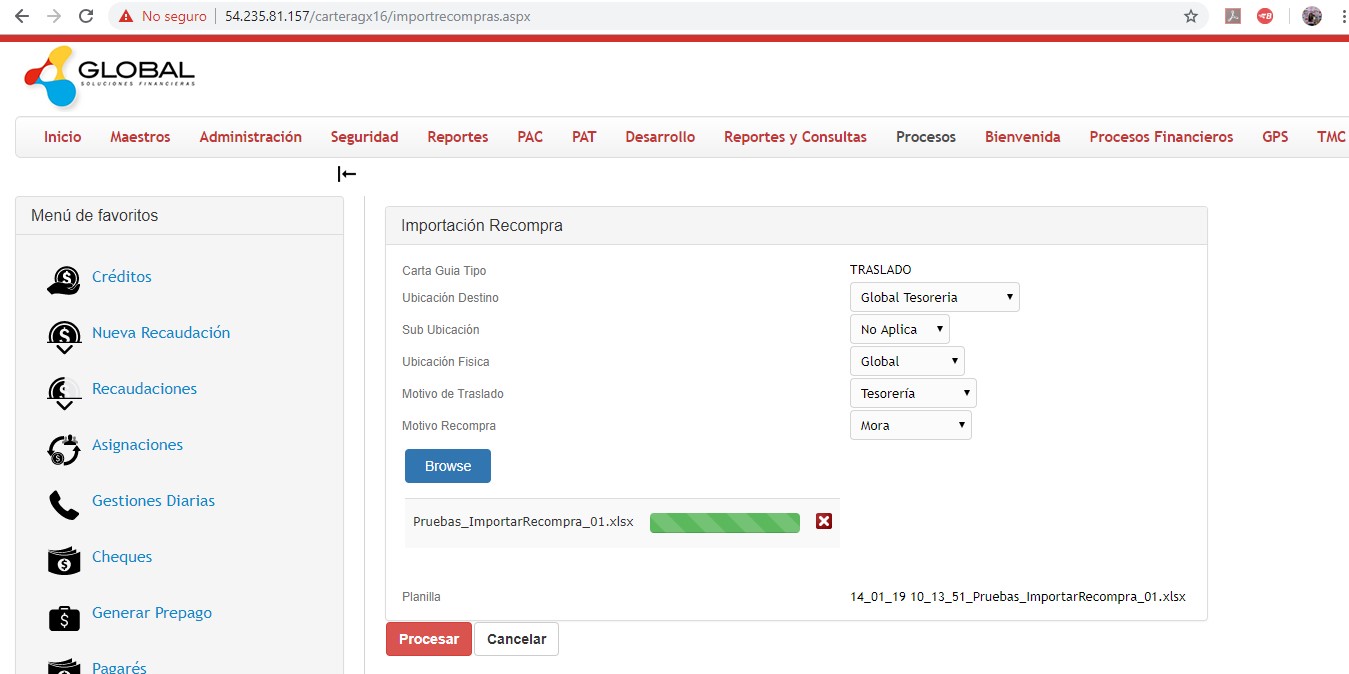 No seguro 54.235.81.157/carteragx16/importrecompras.aspx
GLOBAL
SOLUCIONES FINANCIERAS
Inicio Maestros Administración Seguridad Reportes PAC PAT Desarrollo Reportes y Consultas Procesos Bienvenida Procesos Financieros GPS TMC
Menú de favoritos
Créditos
Nueva Recaudación
Recaudaciones
Asignaciones
Gestiones Diarias
Cheques
Generar Prepago
Pagarés
Importación Recompra
Carta Guia Tipo TRASLADO
Ubicación Destino Global Tesoreria
Sub Ubicación No Aplica
Ubicación Fisica Global
Motivo de Traslado Tesorería
Motivo Recompra Mora
Browse
Pruebas_ImportarRecompra_01.xlsx
Planilla 14_01_19 10_13_51_Pruebas_ImportarRecompra_01.xlsx
Procesar Cancelar